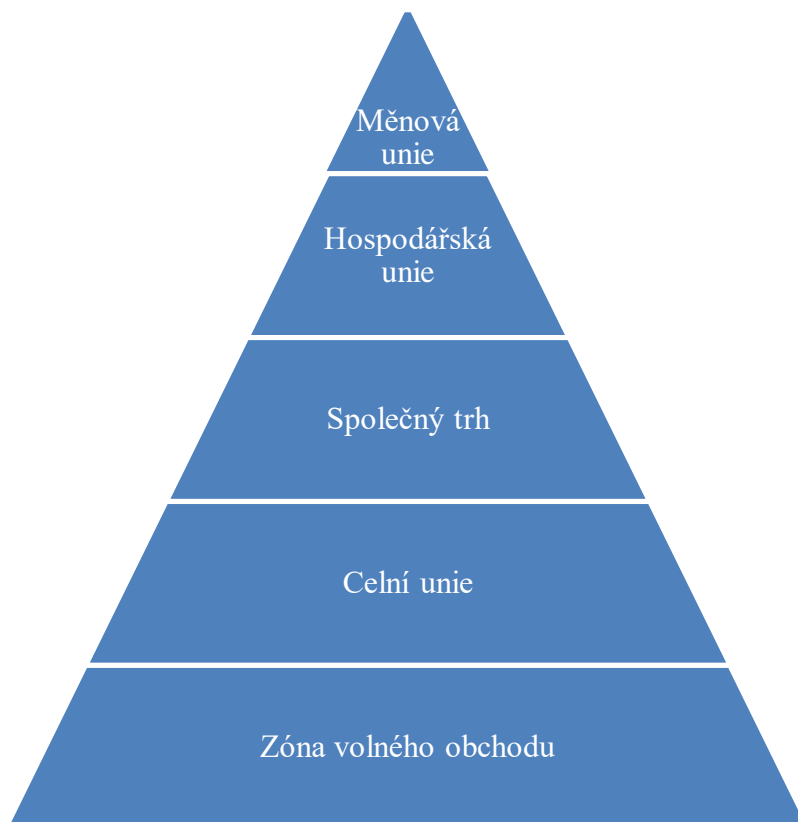 Měnová
unie
Hospodářská
unie
Společný trh
Celní unie
Zóna volného obchodu